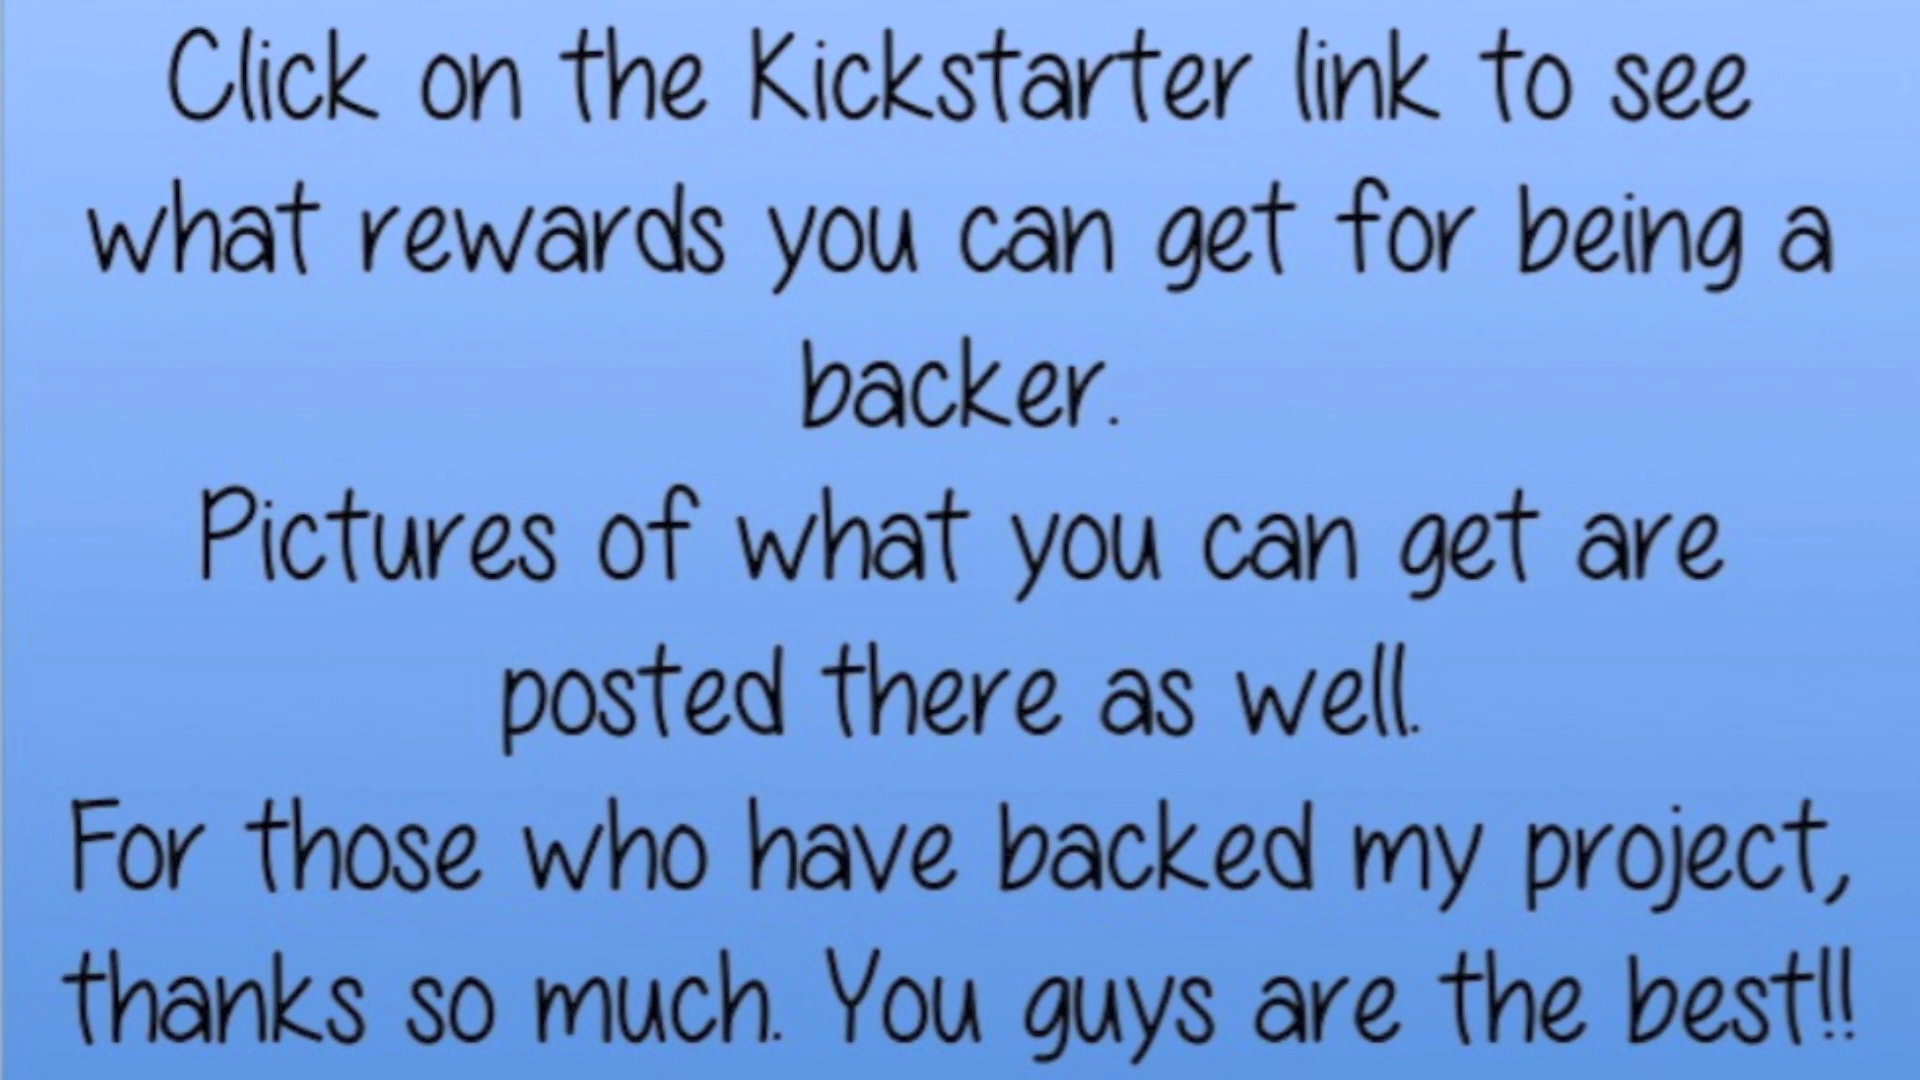 Click on the Kickstarter link to see
what rewards you can get for being a
backer.
Pictures of what you can get are
posted there as well.
For those who have backed my project,
thanks so much. You guys are the best!!